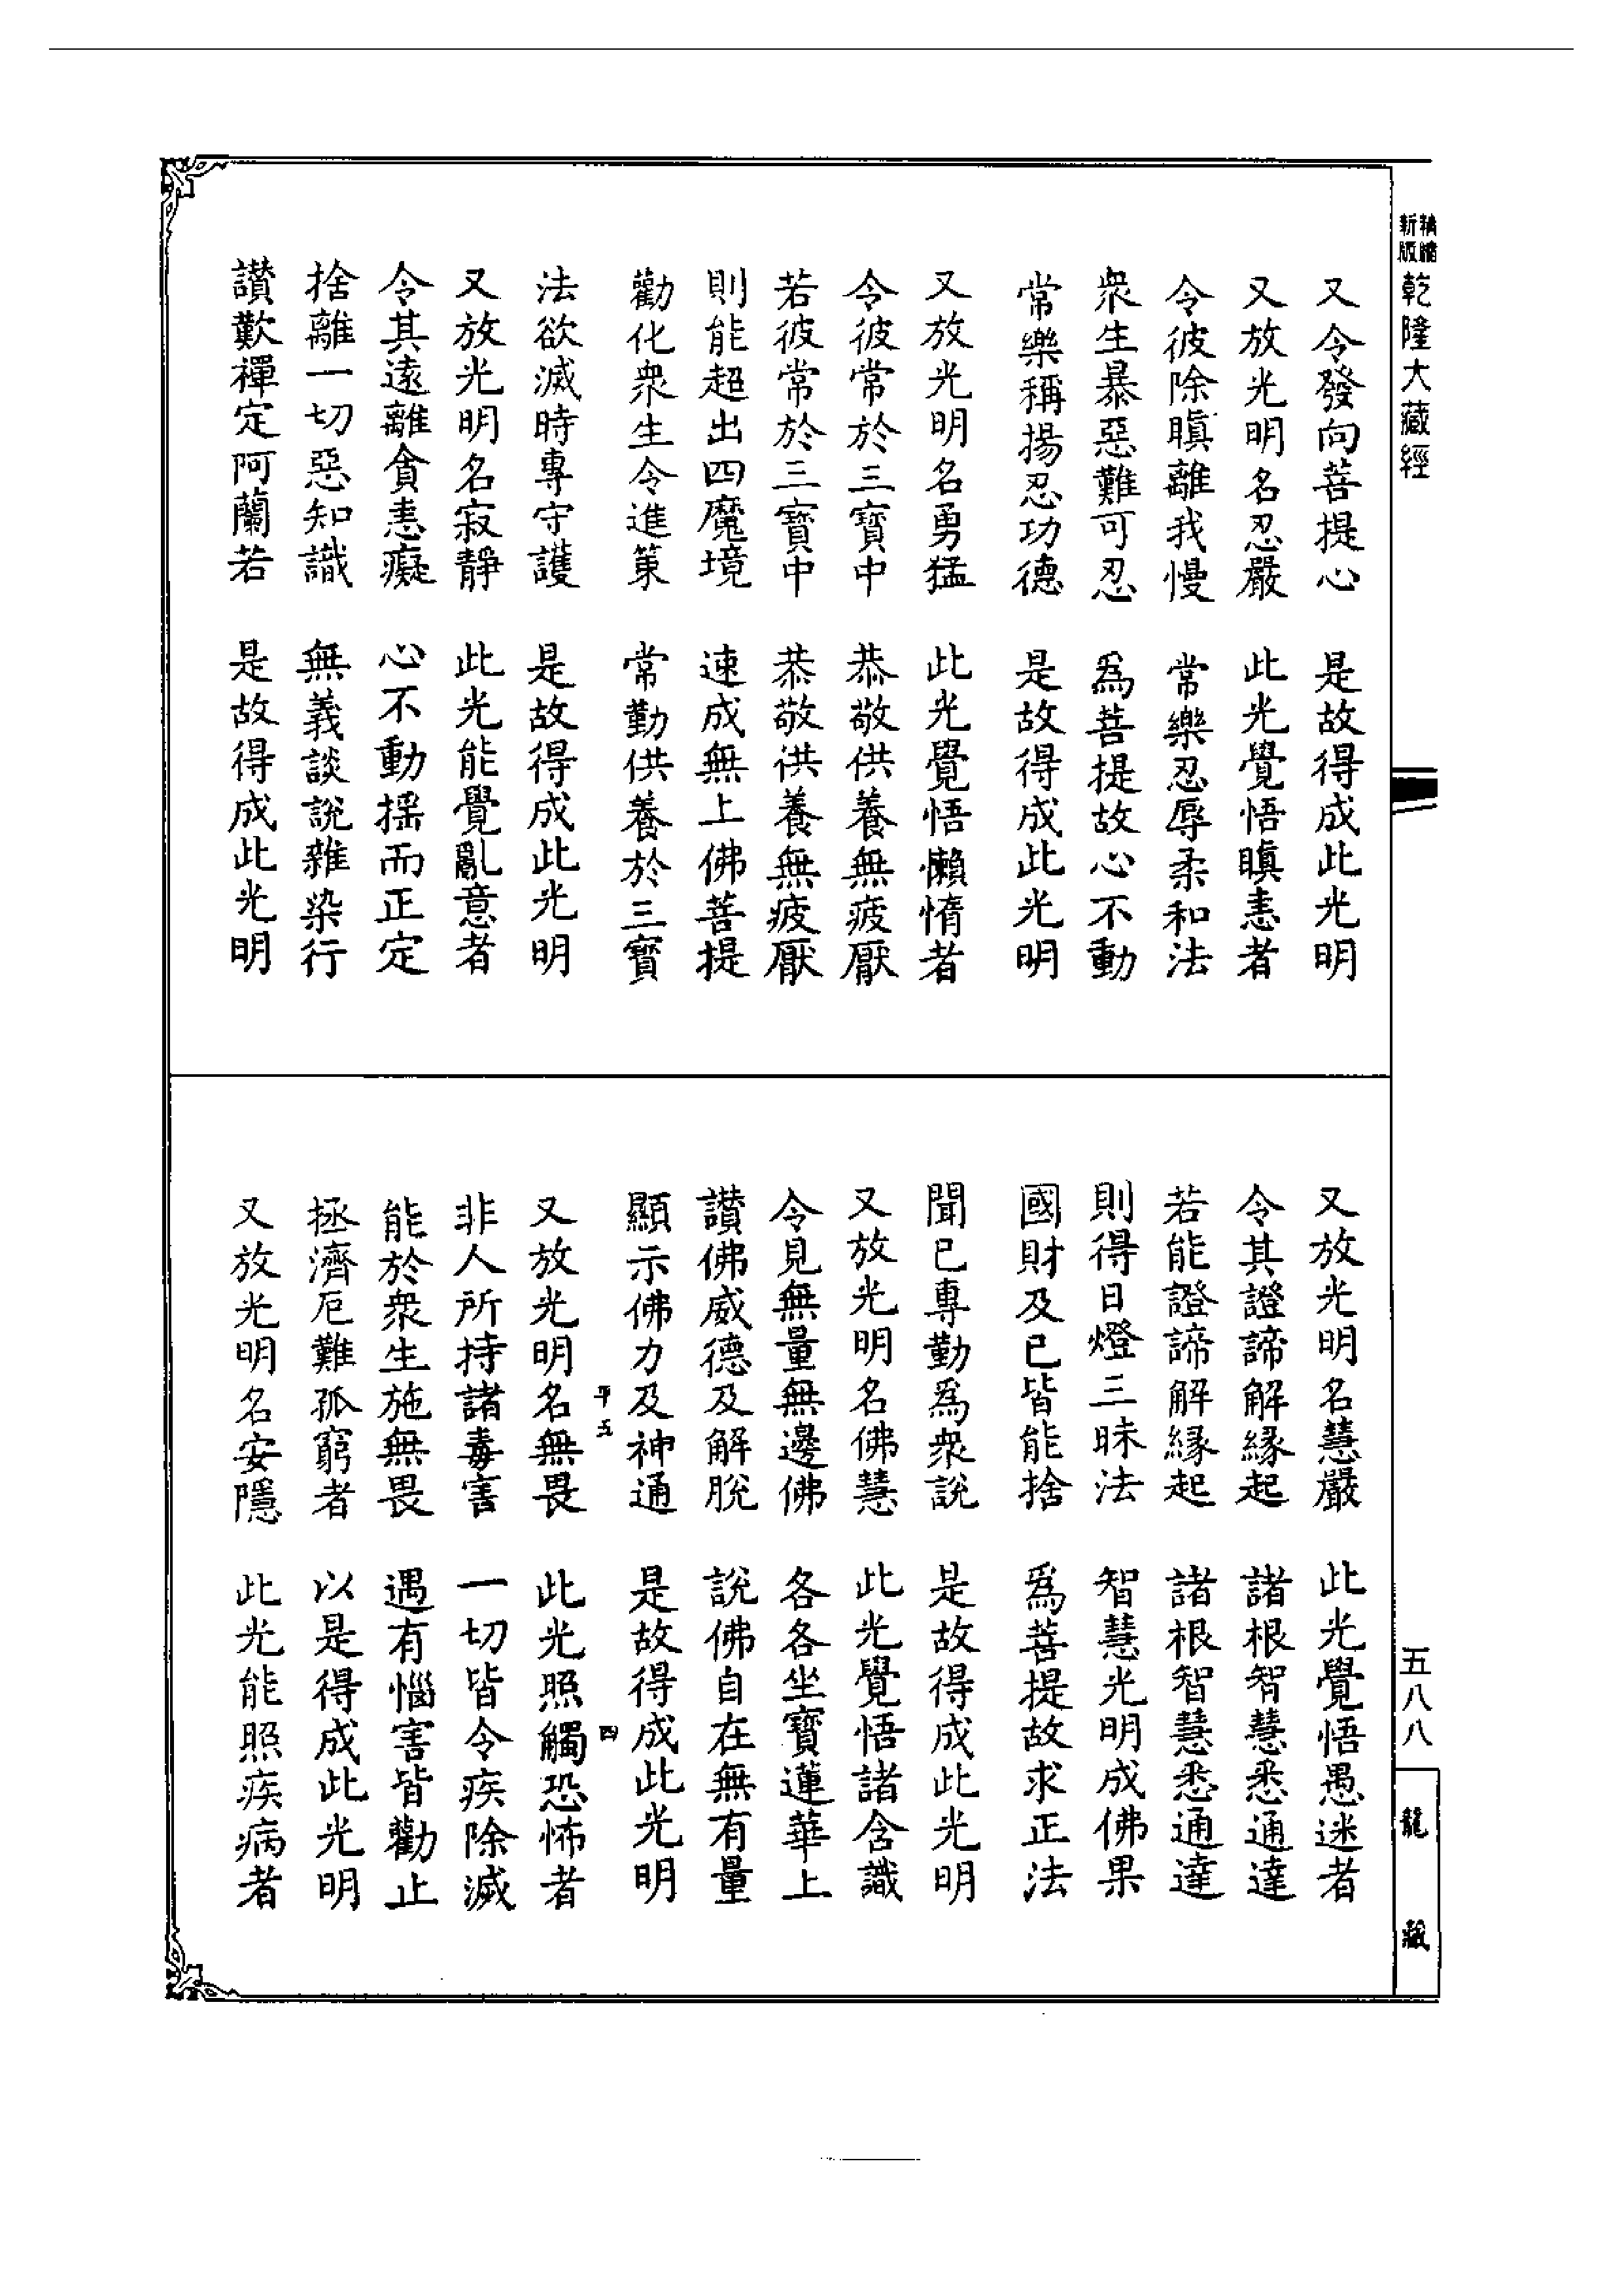 新版精縮乾隆大藏經
又令發向菩提心　是故得成此光明
又放光明名忍嚴　此光覺悟瞋恚者
令彼除瞋離我慢　常樂忍辱柔和法
衆生暴惡難可忍　爲菩提故心不動
常樂稱揚忍功德　是故得成此光明
又放光明名勇猛　此光覺悟懶惰者
令彼常於三寶中　恭敬供養無疲厭
若彼常於三寶中　恭敬供養無疲厭
則能超出四魔境　速成無上佛菩提
勸化衆生令進策　常勤供養於三寶
法欲滅時專守護　是故得成此光明
又放光明名寂靜　此光能覺亂意者
令其遠離貪恚癡　心不動搖而正定
捨離一切惡知識　無義談說雜染行
讚歎禪定阿蘭若　是故得成此光明
又放光明名慧嚴　此光覺悟愚迷者
令其證諦解緣起　諸根智慧悉通達
若能證諦解緣起　諸根智慧悉通達
則得日燈三昧法　智慧光明成佛果
國財及已皆能捨　爲菩提故求正法
聞已專勤爲衆說　是故得成此光明
又放光明名佛慧　此光覺悟諸含識
令見無量無邊佛　各各坐寶蓮華上
讚佛威德及解脫　說佛自在無有量
顯示佛力及神通　是故得成此光明
平五　四
又放光明名無畏　此光照觸恐怖者
非人所持諸毒害　一切皆令疾除滅
能於衆生施無畏　遇有惱害皆勸止
拯濟厄難孤窮者　以是得成此光明
又放光明名安隱　此光能照疾病者
五八八
龍藏